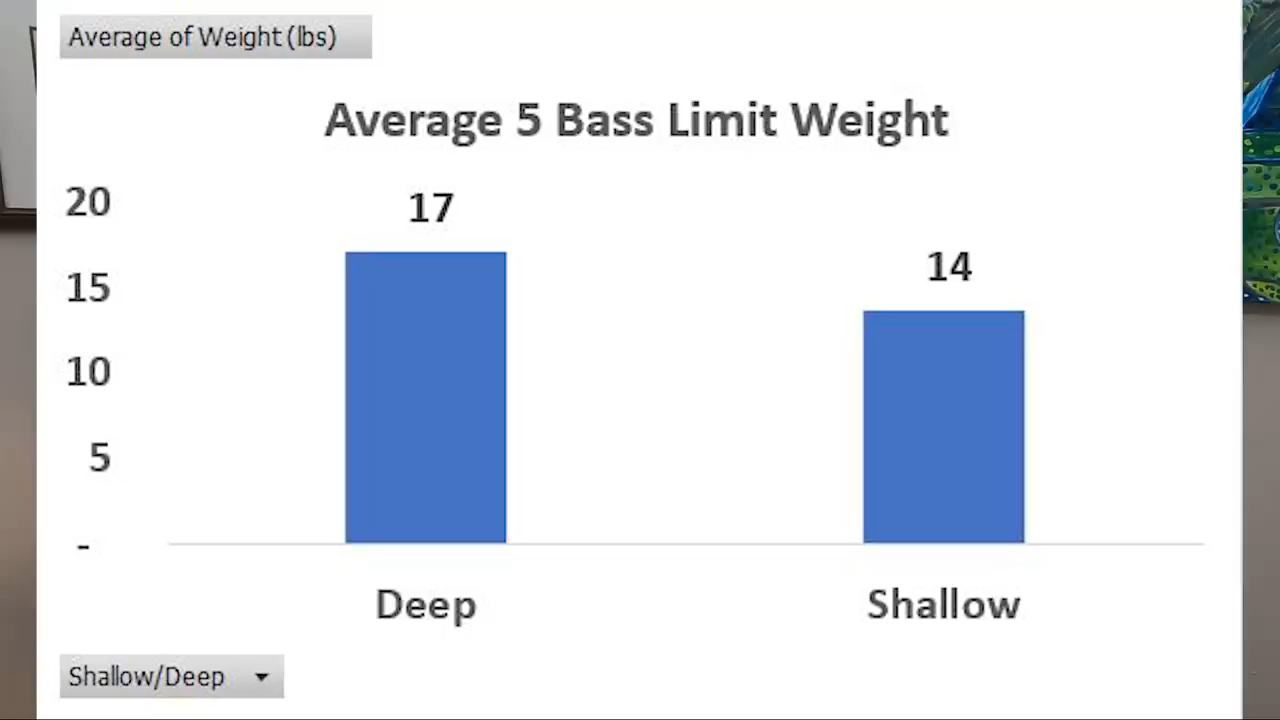 Average of Weight (lbs)
Average 5 Bass Limit Weight
20
17
15
14
10
5
-
Deep
Shallow
Shallow/Deep